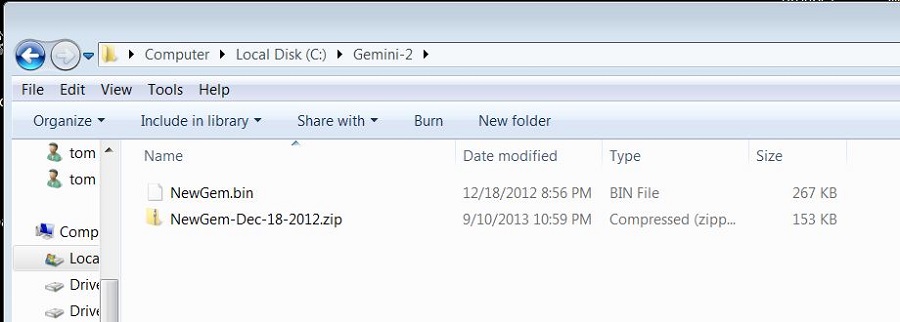 Computer Local Disk (C:) Gemini-2
File Edit View Tools Help
Organize Include in library Share with Burn New folder
Name Date modified Type Size
tom
tom
NewGem.bin 12/18/2012 8:56 PM BIN File 267 KB
NewGem-Dec-18-2012.zip 9/10/2013 10:59 PM Compressed (zipp... 153 KB
Comp
Loca
Drive
Drive